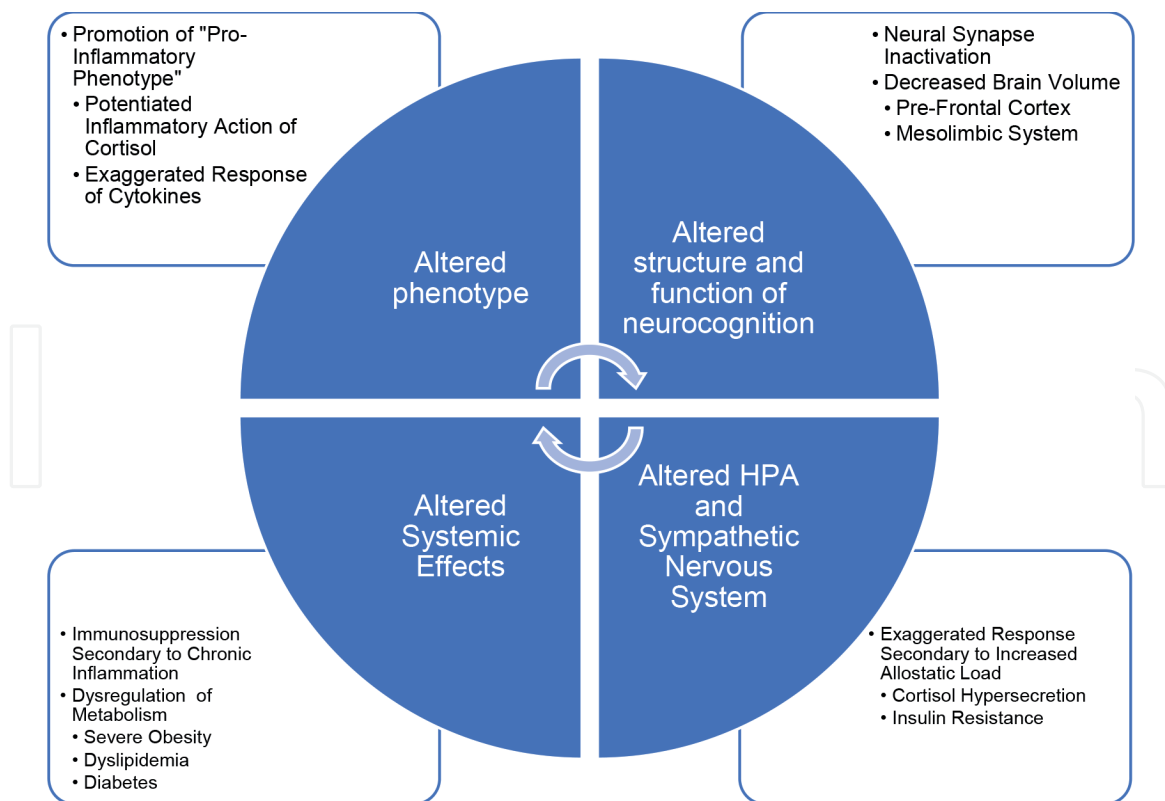 • Promotion of "Pro-
Inflammatory
Phenotype"
• Potentiated
Inflammatory Action of
Cortisol
• Exaggerated Response
of Cytokines
• Neural Synapse
Inactivation
• Decreased Brain Volume
• Pre-Frontal Cortex
• Mesolimbic System
Altered
phenotype
Altered
structure and
function of
neurocognition
Altered
Systemic
Effects
Altered HPA
and
Sympathetic
Nervous
System
• Immunosuppression
Secondary to Chronic
Inflammation
• Dysregulation of
Metabolism
• Severe Obesity
• Dyslipidemia
• Diabetes
• Exaggerated Response
Secondary to Increased
Allostatic Load
• Cortisol Hypersecretion
• Insulin Resistance